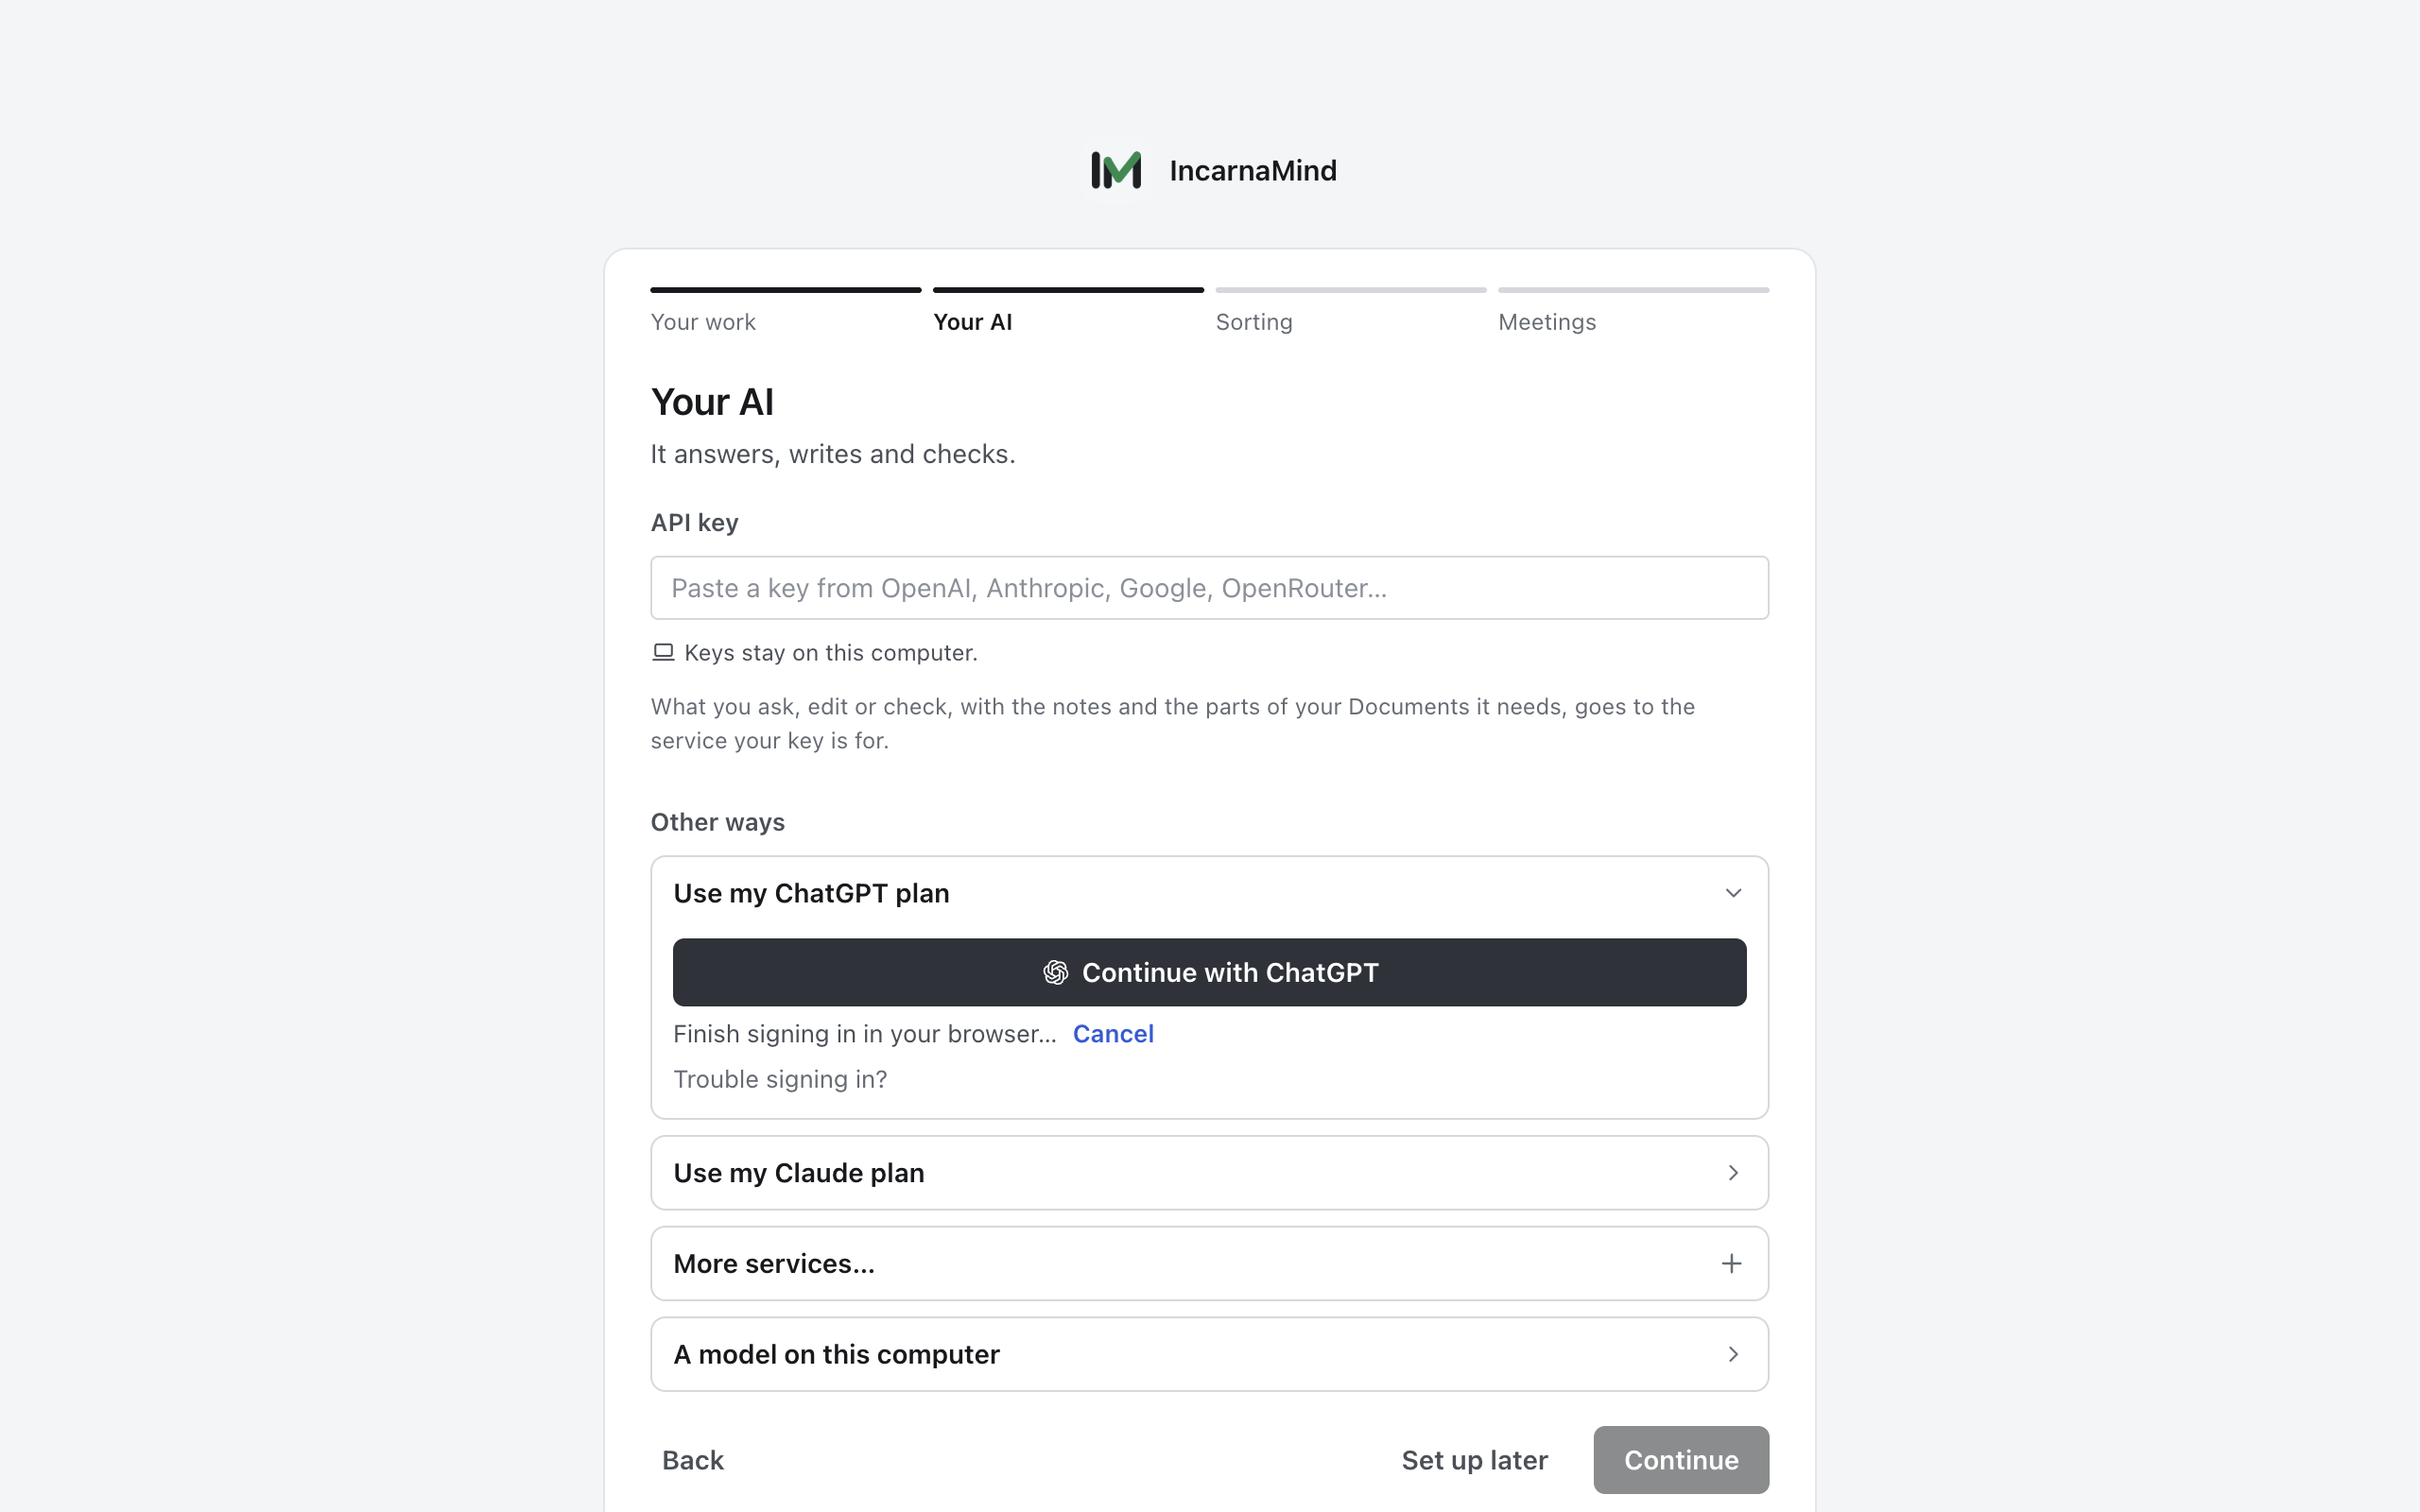 IncarnaMind
Your work
Your AI
Sorting
Meetings
Your AI
It answers, writes and checks.
API key
Paste a key from OpenAI, Anthropic, Google, OpenRouter...
Keys stay on this computer.
What you ask, edit or check, with the notes and the parts of your Documents it needs, goes to the
service your key is for.
Other ways
Use my ChatGPT plan
Continue with ChatGPT
Finish signing in in your browser... Cancel
Trouble signing in?
Use my Claude plan
More services...
A model on this computer
Back
Set up later
Continue